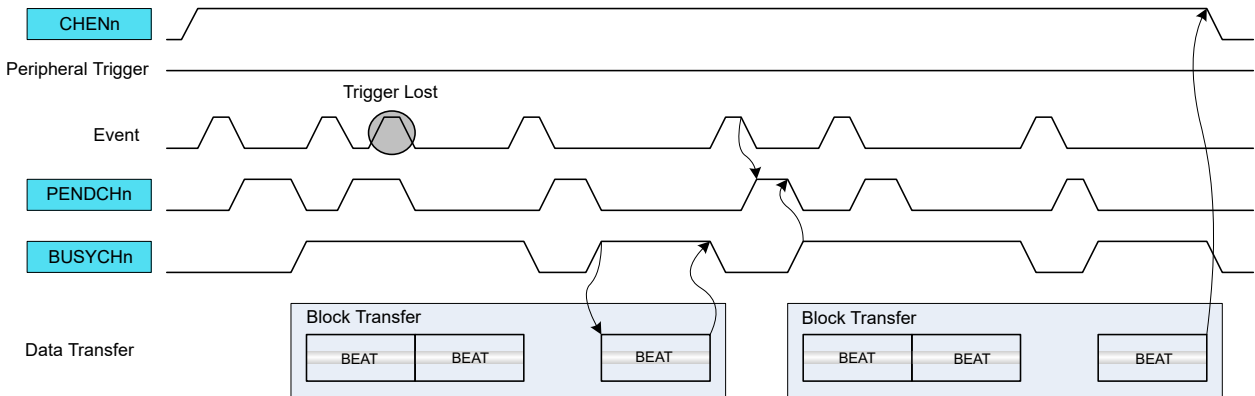 CHENn
Peripheral Trigger
Trigger Lost
Event
PENDCHn
BUSYCHn
Data Transfer
Block Transfer
BEAT
BEAT
BEAT
Block Transfer
BEAT
BEAT
BEAT